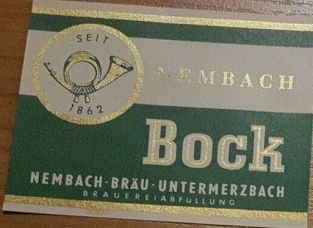 SEIT
1862
NEMBACH
Bock
NEMBACH-BRÄU-UNTERMERZBACH
BRAUEREIABFÜLLUNG